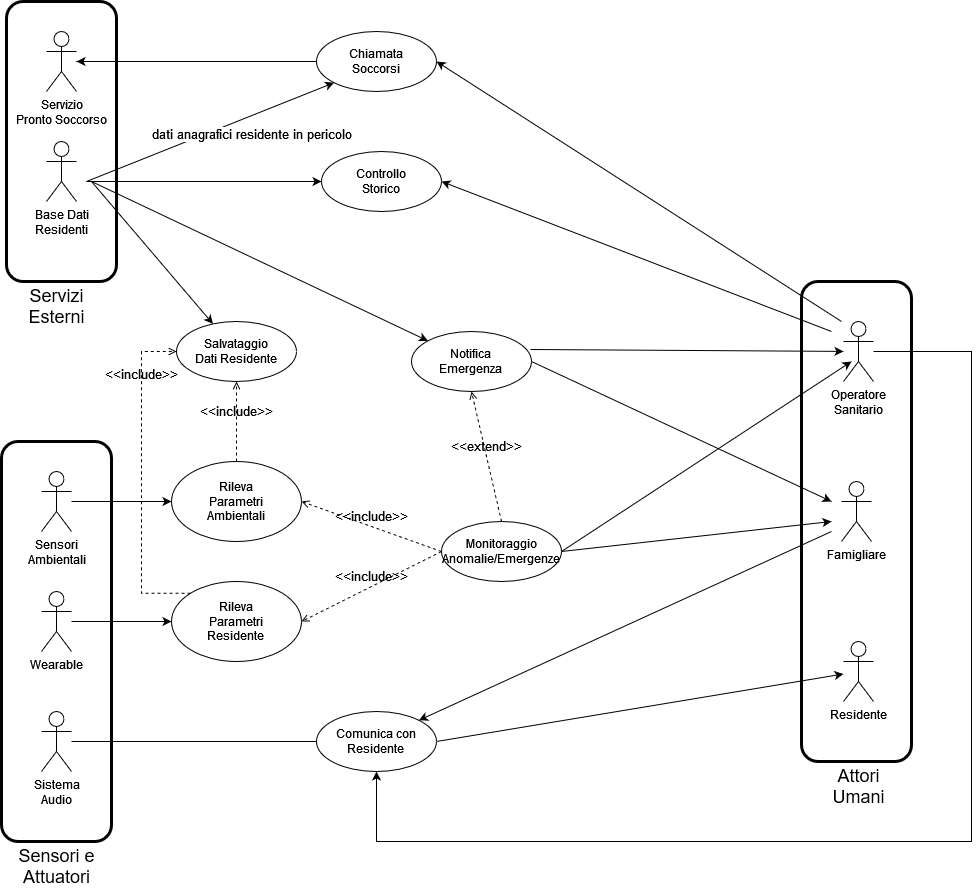 Servizio
Pronto Soccorso
Base Dati
Residenti
Servizi
Esterni
Chiamata
Soccorsi
dati anagrafici residente in pericolo
Controllo
Storico
Salvataggio
Dati Residente
Notifica
Emergenza
Operatore
Sanitario
<<include>>
<<include>>
<<extend>>
Rileva
Parametri
Ambientali
Sensori
Ambientali
<<include>>
Monitoraggio
Anomalie/Emergenze
Famigliare
<<include>>
Rileva
Parametri
Residente
Wearable
Comunica con
Residente
Residente
Sistema
Audio
Attori
Umani
Sensori e
Attuatori